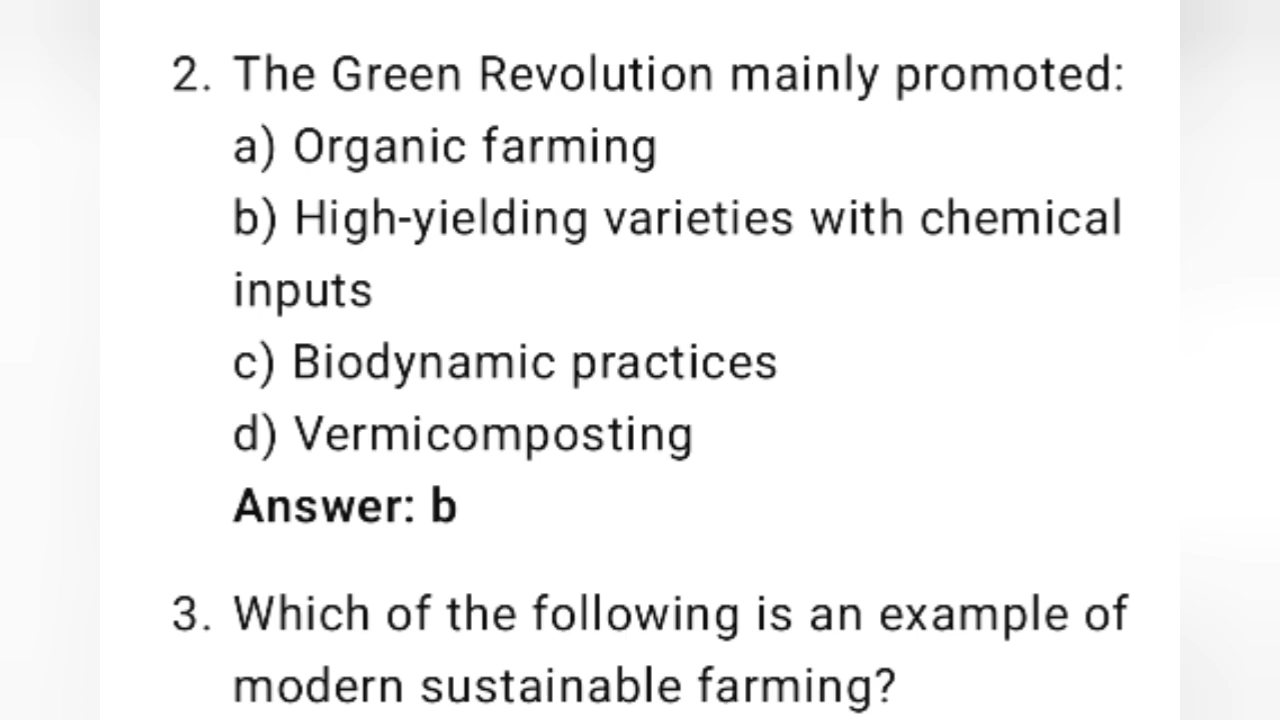 2. The Green Revolution mainly promoted:
a) Organic farming
b) High-yielding varieties with chemical
inputs
c) Biodynamic practices
d) Vermicomposting
Answer: b
3. Which of the following is an example of
modern sustainable farming?